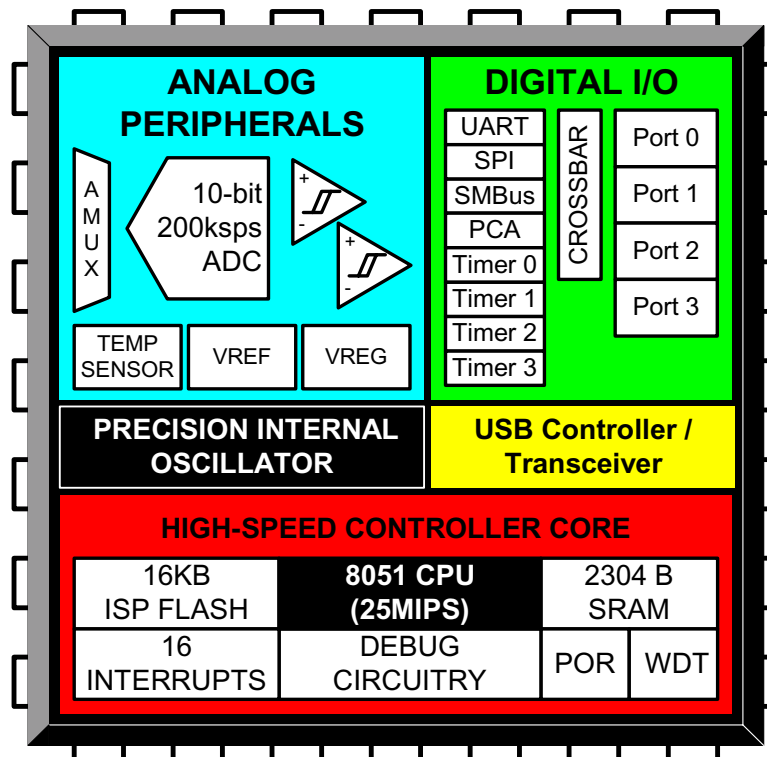 ANALOG
PERIPHERALS
A
M
U
X
10-bit
200ksps
ADC
+
-
+
-
TEMP
SENSOR
VREF
VREG
DIGITAL I/O
UART
SPI
SMBus
PCA
Timer 0
Timer 1
Timer 2
Timer 3
CROSSBAR
Port 0
Port 1
Port 2
Port 3
PRECISION INTERNAL
OSCILLATOR
USB Controller /
Transceiver
HIGH-SPEED CONTROLLER CORE
16KB
ISP FLASH
8051 CPU
(25MIPS)
2304 B
SRAM
16
INTERRUPTS
DEBUG
CIRCUITRY
POR
WDT